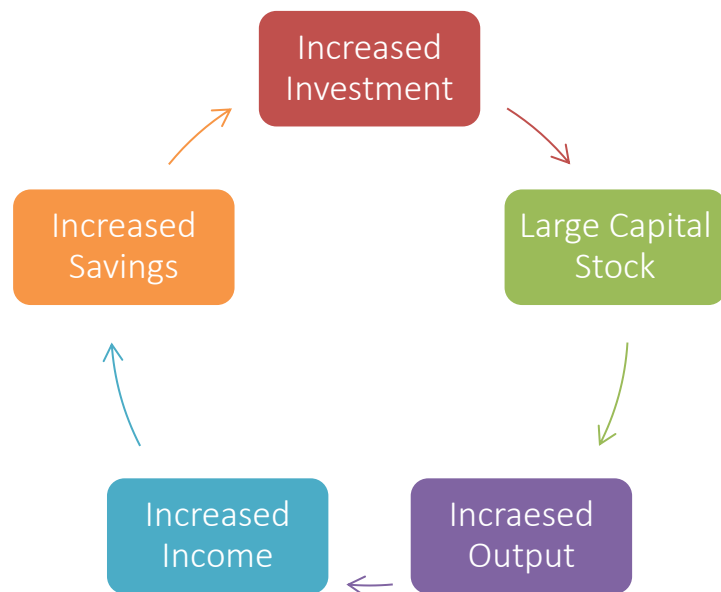 Increased
Investment
Large Capital
Stock
Incraesed
Output
Increased
Income
Increased
Savings